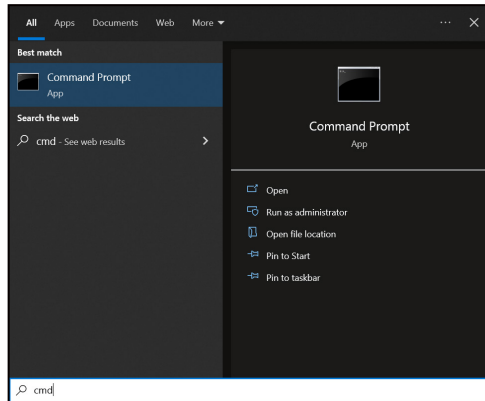 All Apps Documents Web More
Best match
Command Prompt
App
Search the web
cmd - See web results
Command Prompt
App
Open
Run as administrator
Open file location
Pin to Start
Pin to taskbar
cmd